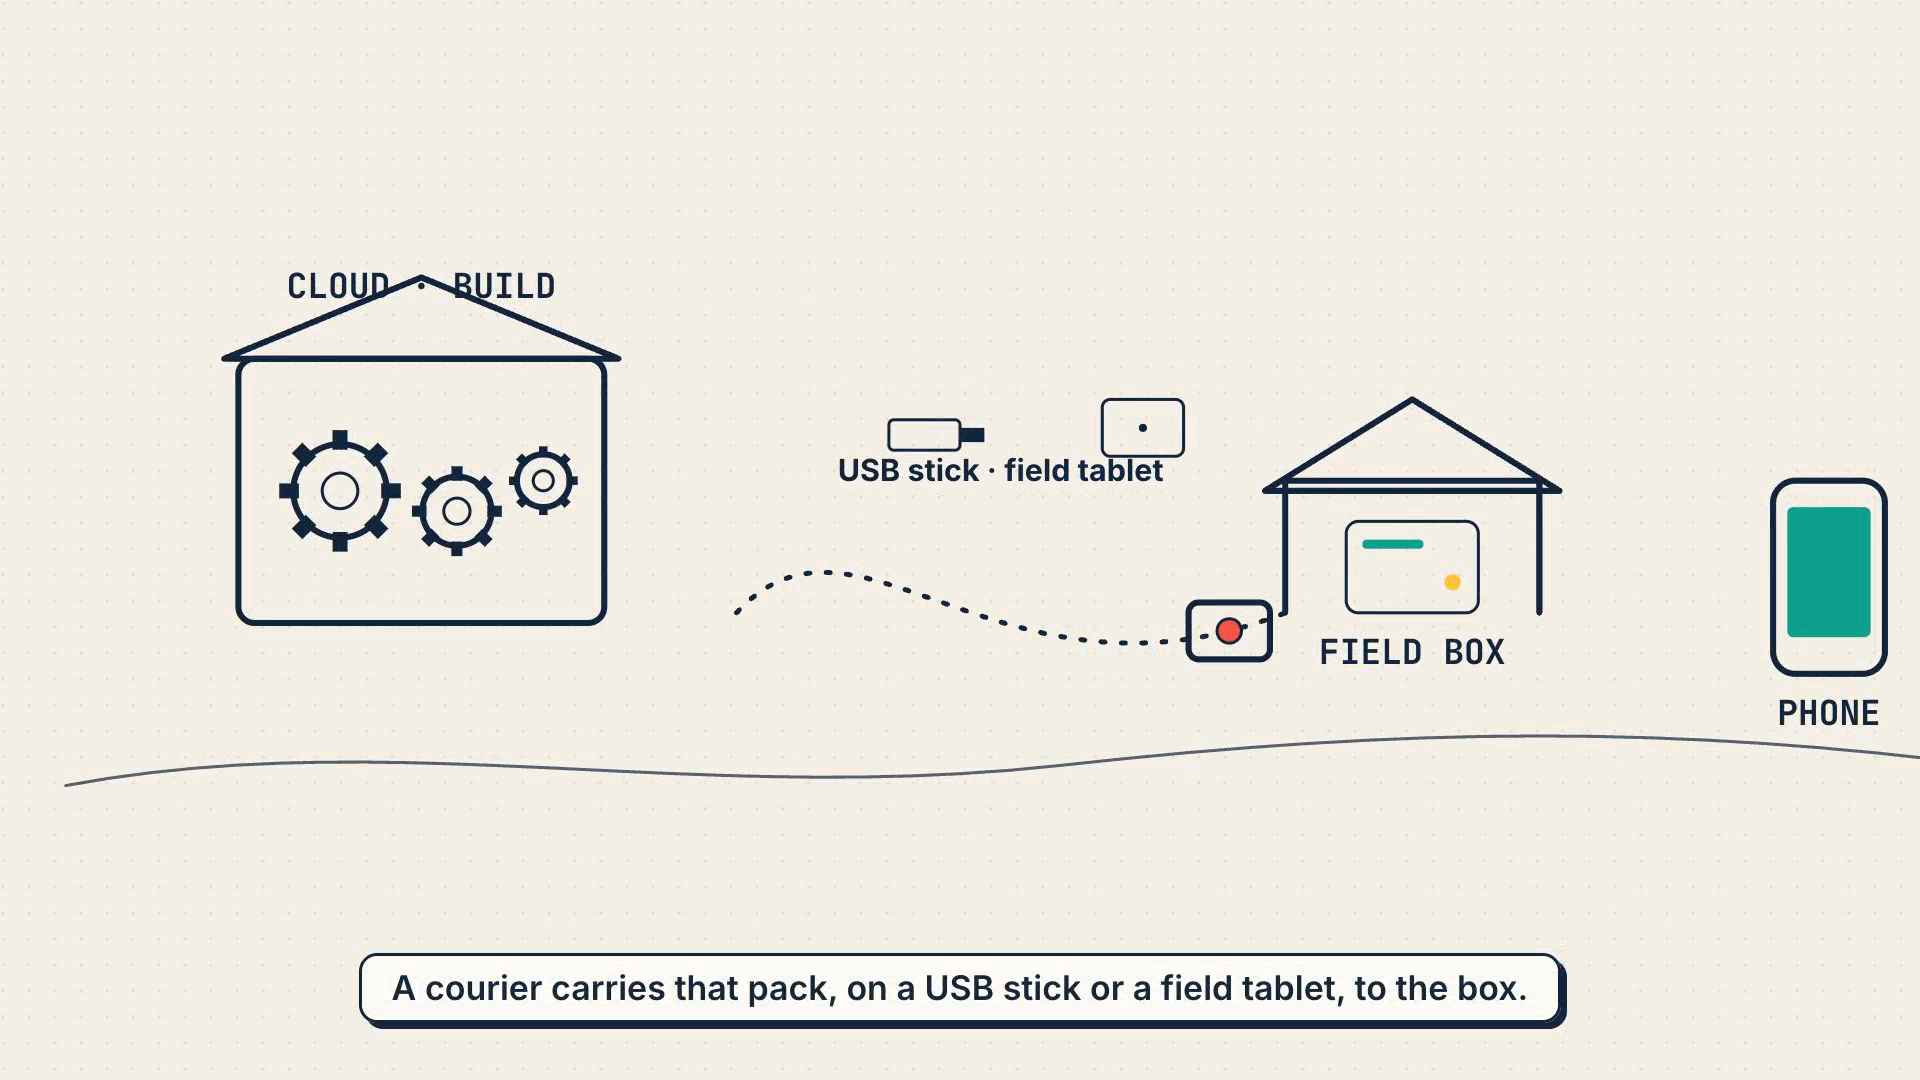 CLOUD · BUILD
USB stick · field tablet
FIELD BOX
PHONE
A courier carries that pack, on a USB stick or a field tablet, to the box.